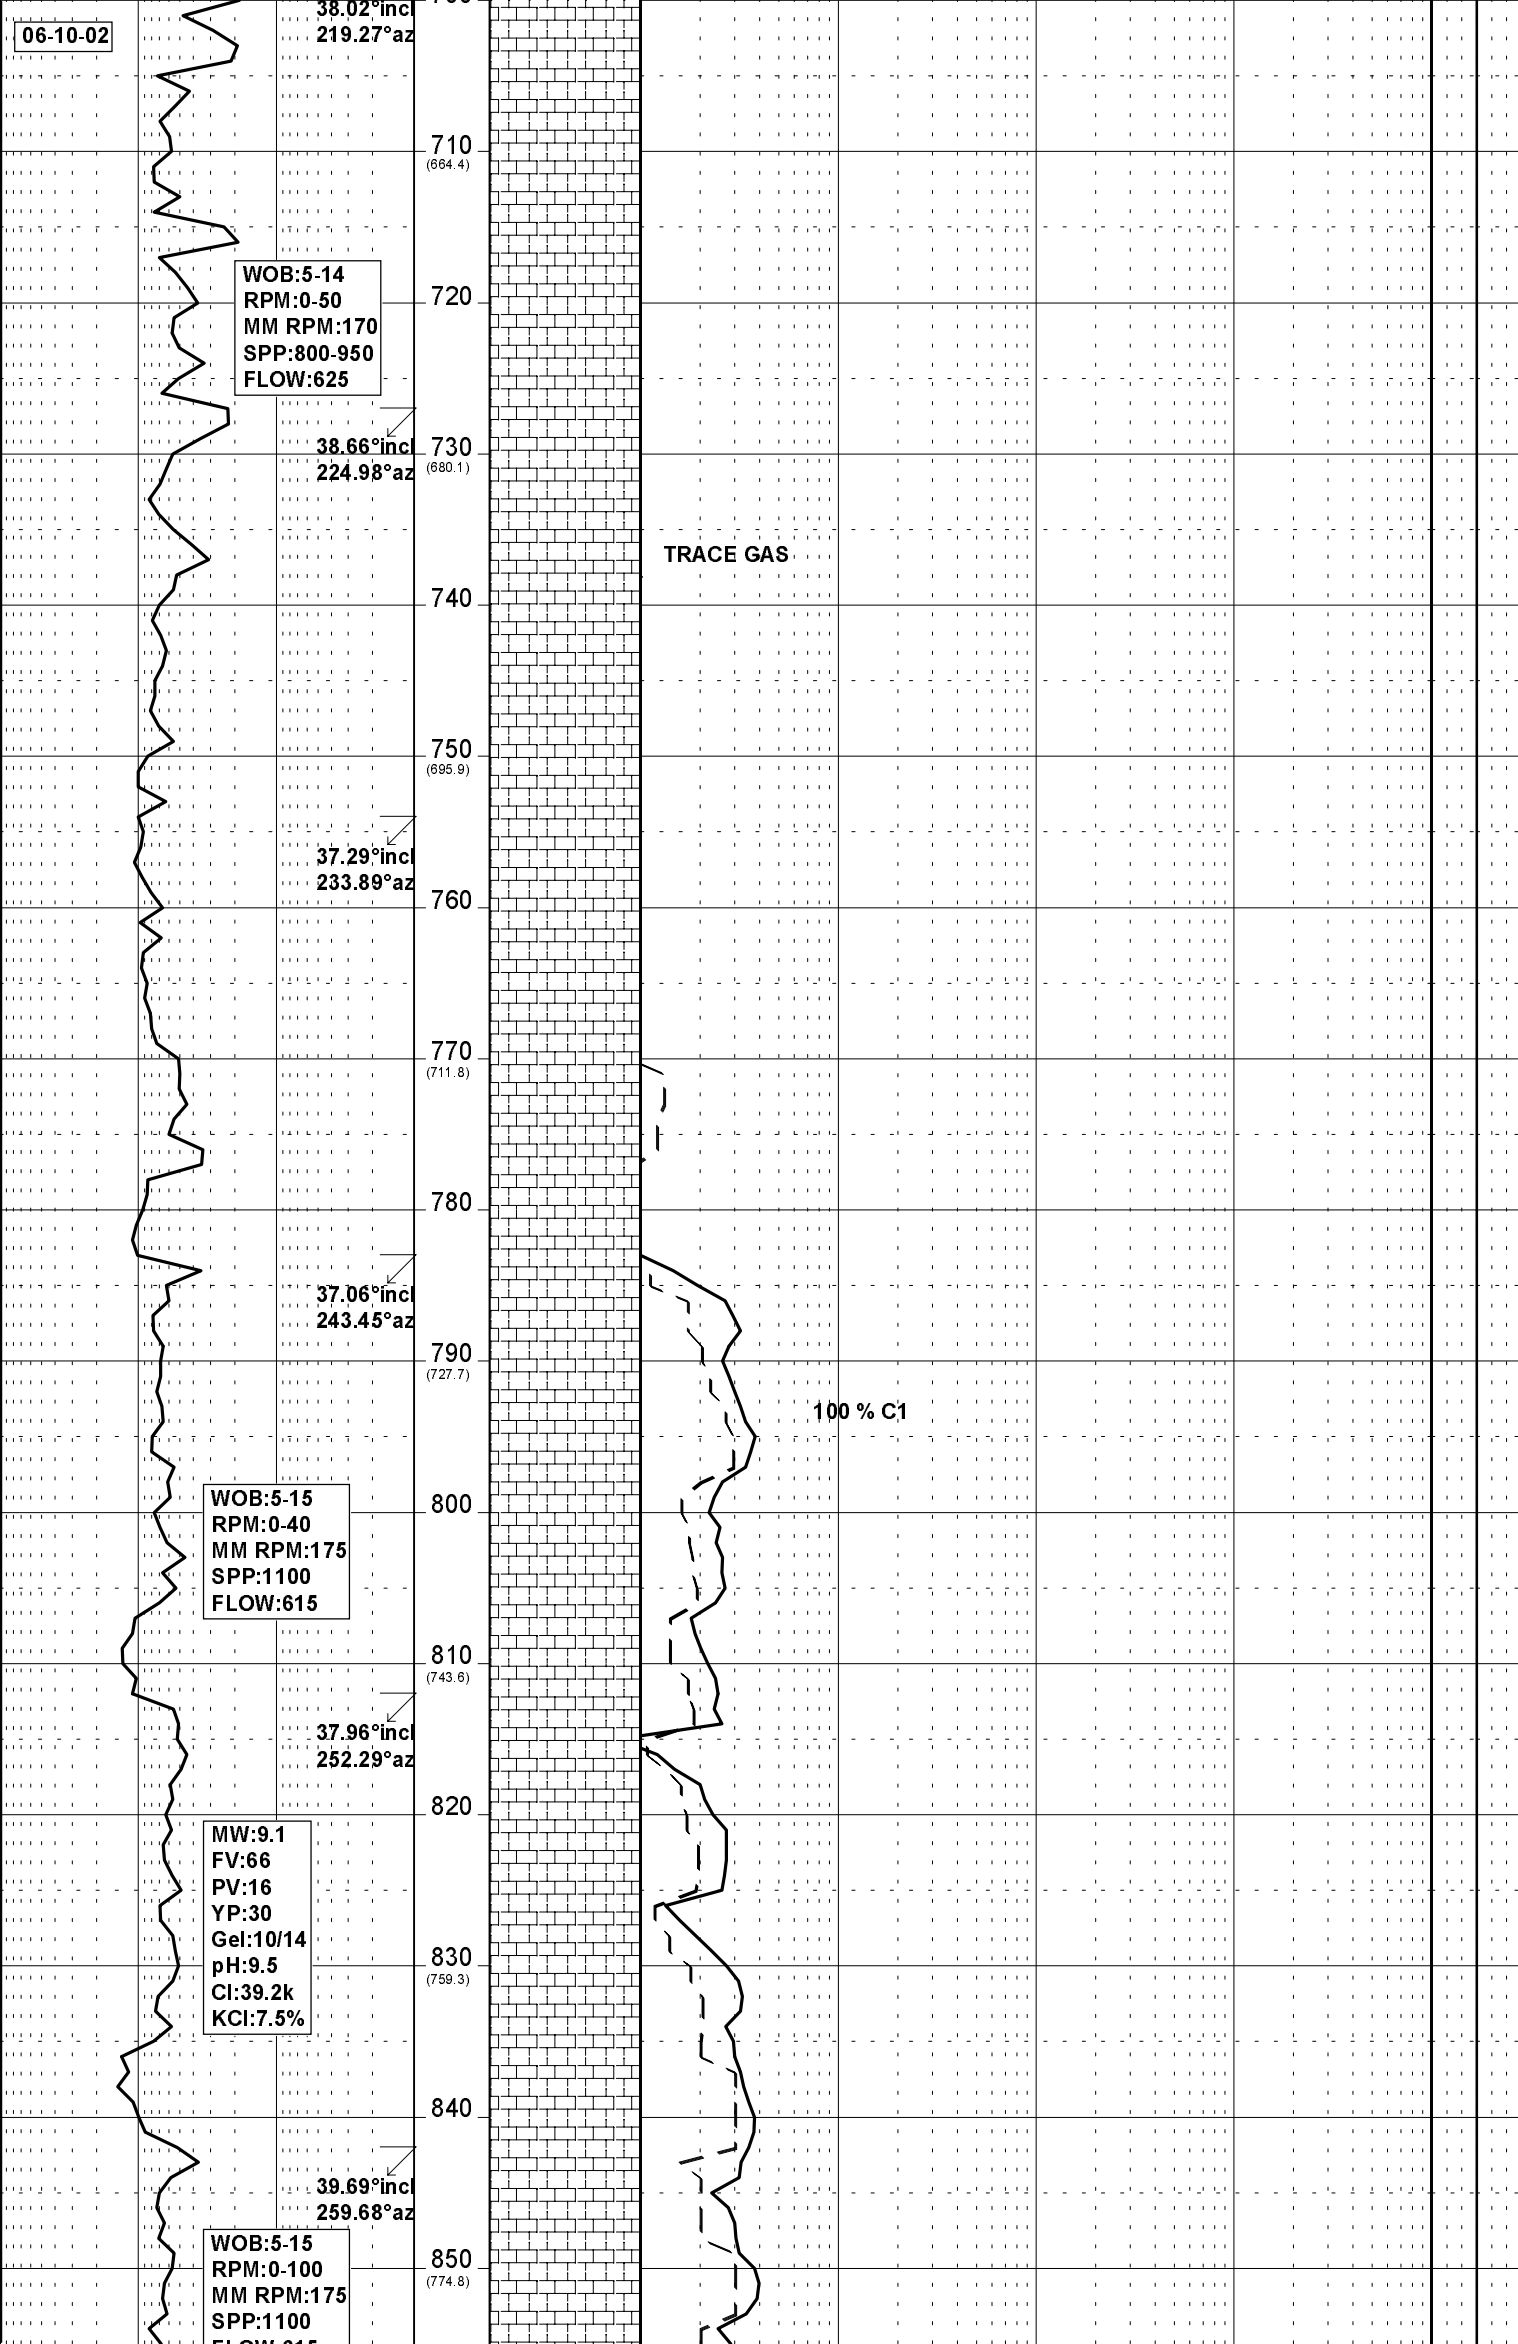 700
38.02°incl
219.27°az
06-10-02
710
(664.4)
WOB:5-14
RPM:0-50
MM RPM:170
SPP:800-950
FLOW:625
720
38.66°incl
224.98°az
730
(680.1)
TRACE GAS
740
750
(695.9)
37.29°incl
233.89°az
760
770
(711.8)
780
37.06°incl
243.45°az
790
(727.7)
100 % C1
WOB:5-15
RPM:0-40
MM RPM:175
SPP:1100
FLOW:615
800
810
(743.6)
37.96°incl
252.29°az
820
MW:9.1
FV:66
PV:16
YP:30
Gel:10/14
pH:9.5
Cl:39.2k
KCl:7.5%
830
(759.3)
840
39.69°incl
259.68°az
WOB:5-15
RPM:0-100
MM RPM:175
SPP:1100
FLOW:615
850
(774.8)